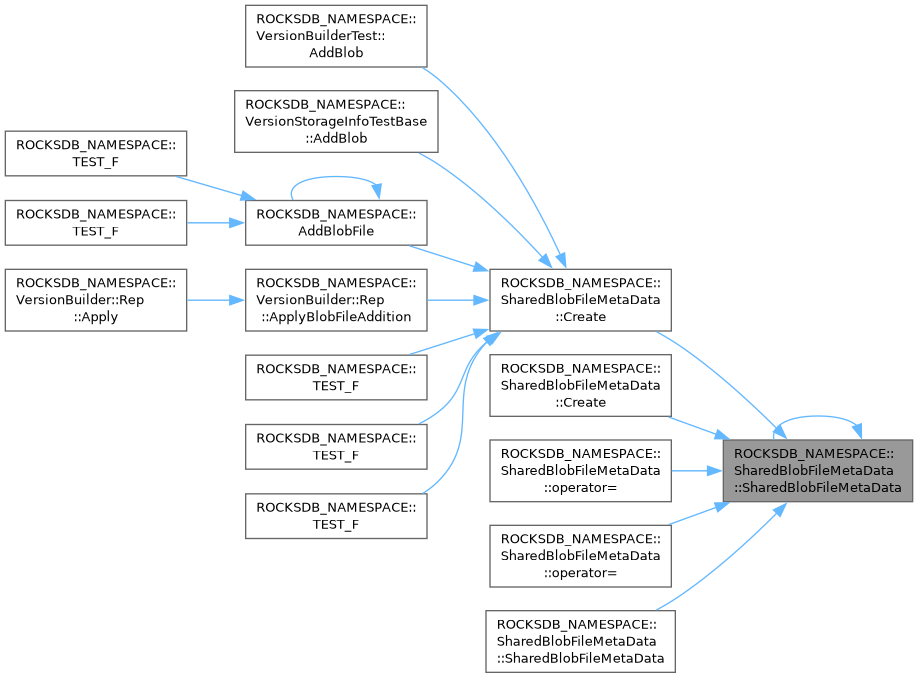 ROCKSDB_NAMESPACE::
VersionBuilderTest::
AddBlob
ROCKSDB_NAMESPACE::
VersionStorageInfoTestBase
::AddBlob
ROCKSDB_NAMESPACE::
TEST_F
ROCKSDB_NAMESPACE::
TEST_F
ROCKSDB_NAMESPACE::
AddBlobFile
ROCKSDB_NAMESPACE::
VersionBuilder::Rep
::Apply
ROCKSDB_NAMESPACE::
VersionBuilder::Rep
::ApplyBlobFileAddition
ROCKSDB_NAMESPACE::
SharedBlobFileMetaData
::Create
ROCKSDB_NAMESPACE::
TEST_F
ROCKSDB_NAMESPACE::
SharedBlobFileMetaData
::Create
ROCKSDB_NAMESPACE::
TEST_F
ROCKSDB_NAMESPACE::
SharedBlobFileMetaData
::operator=
ROCKSDB_NAMESPACE::
SharedBlobFileMetaData
::SharedBlobFileMetaData
ROCKSDB_NAMESPACE::
TEST_F
ROCKSDB_NAMESPACE::
SharedBlobFileMetaData
::operator=
ROCKSDB_NAMESPACE::
SharedBlobFileMetaData
::SharedBlobFileMetaData